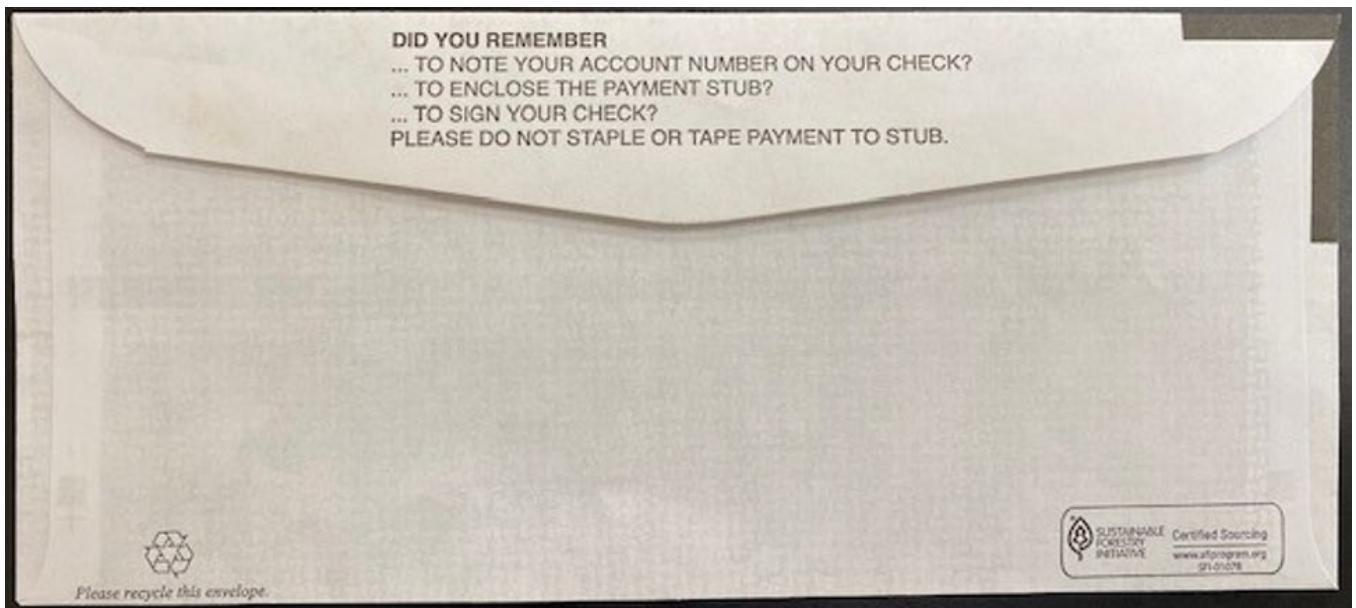 DID YOU REMEMBER
... TO NOTE YOUR ACCOUNT NUMBER ON YOUR CHECK?
... TO ENCLOSE THE PAYMENT STUB?
... TO SIGN YOUR CHECK?
PLEASE DO NOT STAPLE OR TAPE PAYMENT TO STUB.
Please recycle this envelope.
SUSTAINABLE
FORESTRY
INITIATIVE
Certified Sourcing
www.sfiprogram.org
SFI-01078